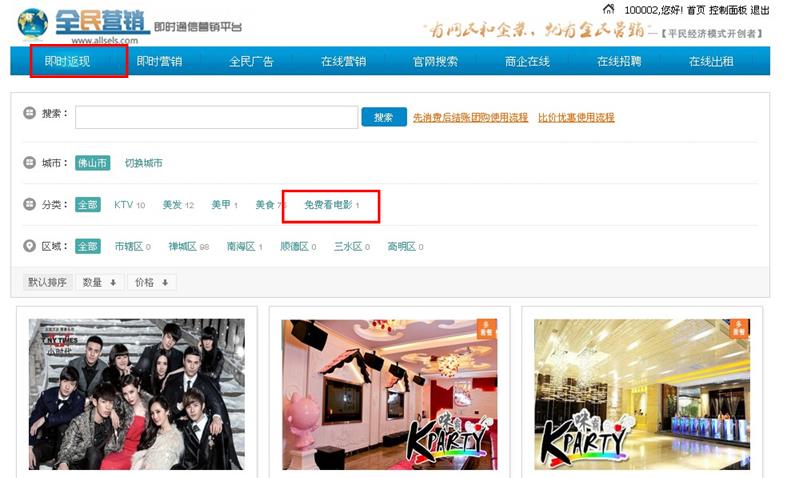 100002,您好! 首页 控制面板 退出
全民营销 即时通信营销平台
www.allsels.com
“有网民和企业、就有全民营销”—【平民经济模式开创者】
即时返现 即时营销 全民广告 在线营销 官网搜索 商企在线 在线招聘 在线出租
搜索： 搜索 先消费后结账团购使用流程 比价优惠使用流程
城市： 佛山市 切换城市
分类： 全部 KTV 10 美发 12 美甲 1 美食 免费看电影 1
区域： 全部 市辖区 0 禅城区 98 南海区 1 顺德区 0 三水区 0 高明区 0
默认排序 数量 价格
TINY TIMES
小时代
多套餐
KPARTY
多套餐
KPARTY